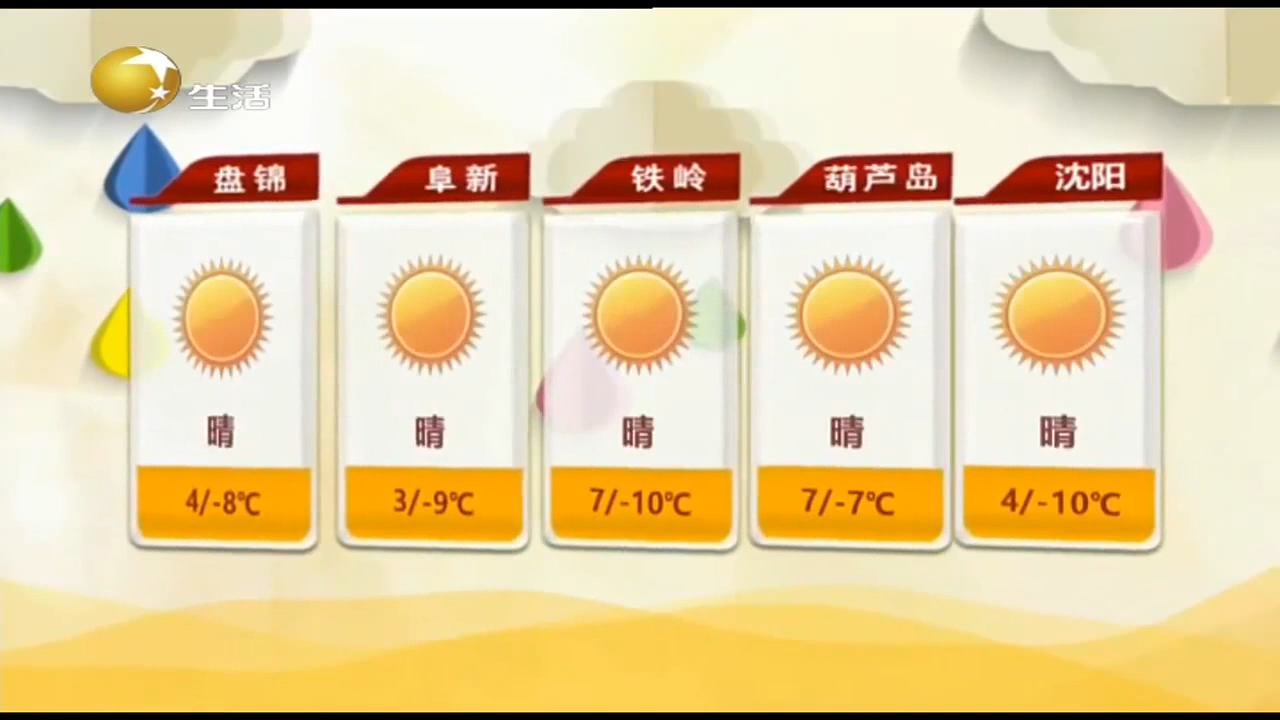 生活
盘锦
阜新
铁岭
葫芦岛
沈阳
晴
晴
晴
晴
晴
4/-8℃
3/-9℃
7/-10℃
7/-7℃
4/-10℃